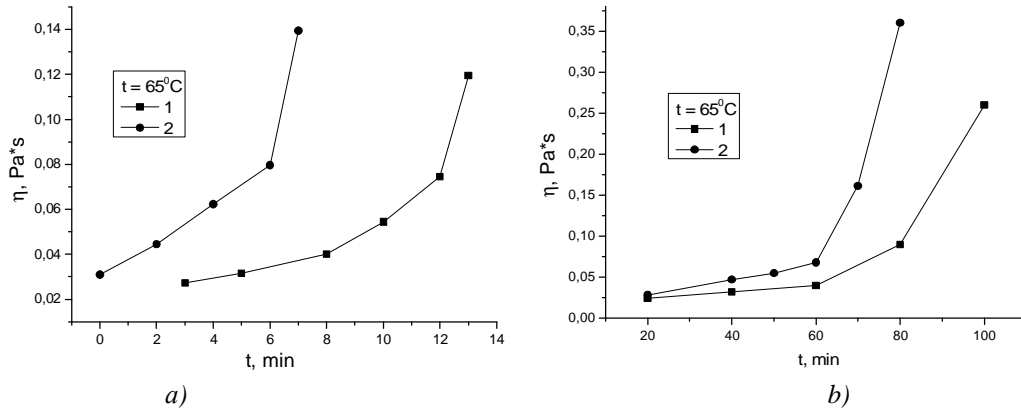 0,14
0,12
0,10
0,08
0,06
0,04
0,02
η, Pa*s
t = 65⁰C
1
2
0 2 4 6 8 10 12 14
t, min
a)
0,35
0,30
0,25
0,20
0,15
0,10
0,05
0,00
η, Pa*s
t = 65⁰C
1
2
20 40 60 80 100
t, min
b)